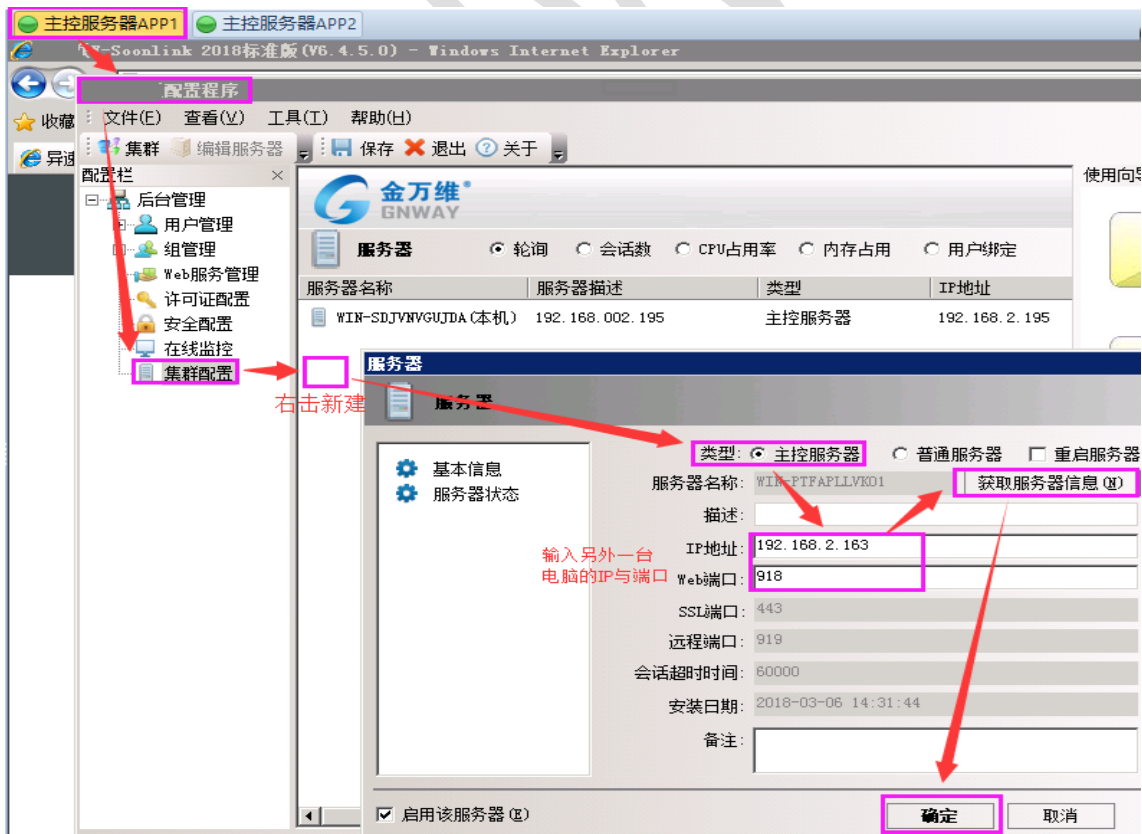 主控服务器APP1 主控服务器APP2
-Soonlink 2018标准版(V6.4.5.0) - Windows Internet Explorer
配置程序
收藏
文件(F) 查看(V) 工具(T) 帮助(H)
异速
集群 编辑服务器 保存 退出 ? 关于
配置栏 ×
使用向导
后台管理
用户管理
组管理
Web服务管理
许可证配置
安全配置
在线监控
集群配置
金万维
GNWAY
服务器 轮询 会话数 CPU占用率 内存占用 用户绑定
服务器名称 服务器描述 类型 IP地址
WIN-SDJVNVGUJDA(本机) 192.168.002.195 主控服务器 192.168.2.195
右击新建
服务器
服务器
基本信息
服务器状态
类型: 主控服务器 普通服务器 重启服务器
服务器名称: WIN-PTFAPLLVKO1 获取服务器信息(N)
描述:
输入另外一台
电脑的IP与端口
IP地址: 192.168.2.163
Web端口: 918
SSL端口: 443
远程端口: 919
会话超时时间: 60000
安装日期: 2018-03-06 14:31:44
备注:
启用该服务器(E) 确定 取消